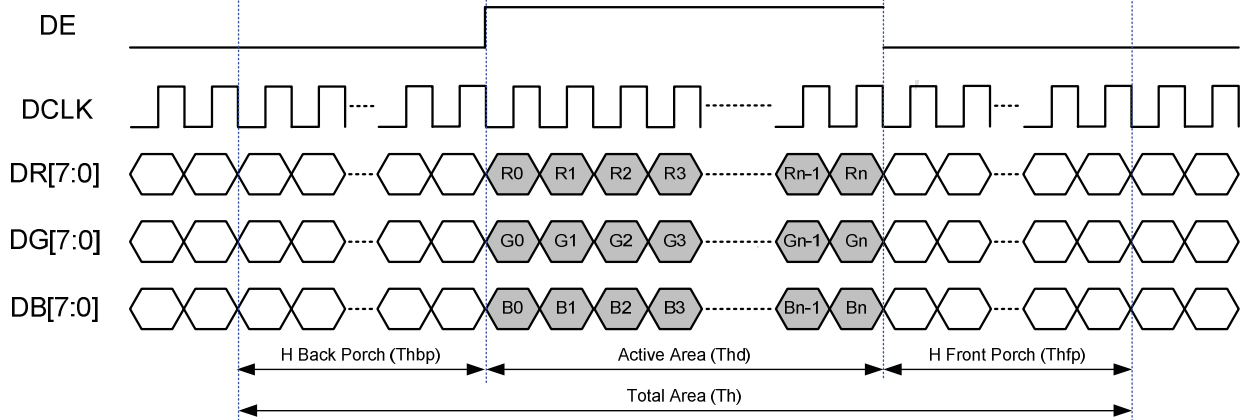 DE
DCLK
DR[7:0] R0 R1 R2 R3 Rn-1 Rn
DG[7:0] G0 G1 G2 G3 Gn-1 Gn
DB[7:0] B0 B1 B2 B3 Bn-1 Bn
H Back Porch (Thbp) Active Area (Thd) H Front Porch (Thfp)
Total Area (Th)